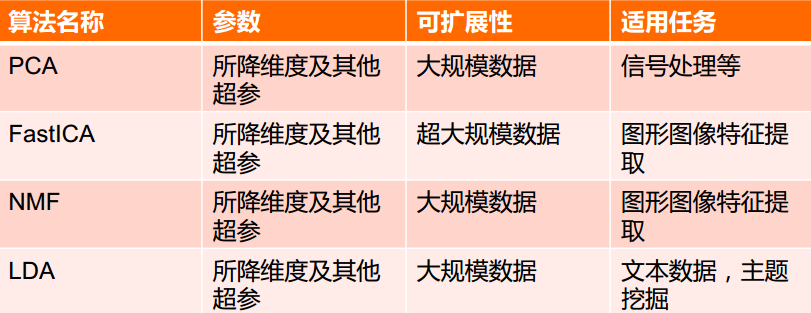 算法名称 参数 可扩展性 适用任务
PCA 所降维度及其他 大规模数据 信号处理等
超参
FastICA 所降维度及其他 超大规模数据 图形图像特征提
超参 取
NMF 所降维度及其他 大规模数据 图形图像特征提
超参 取
LDA 所降维度及其他 大规模数据 文本数据，主题
超参 挖掘